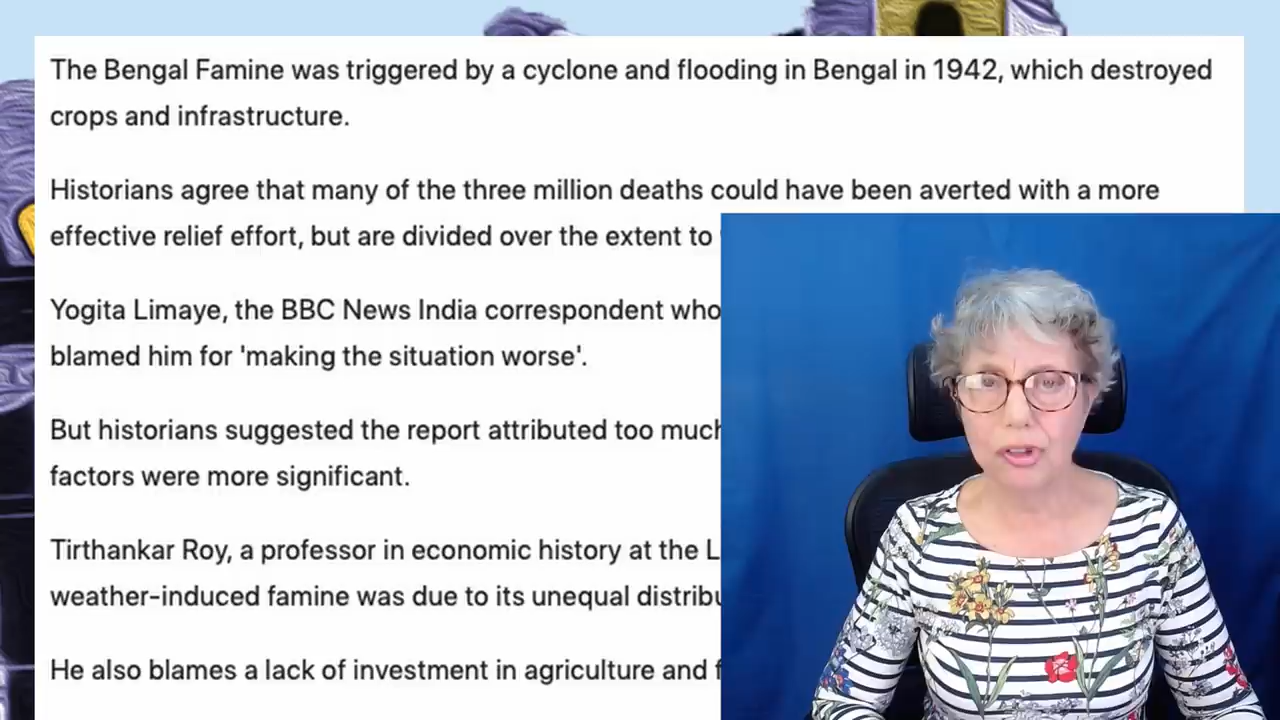 The Bengal Famine was triggered by a cyclone and flooding in Bengal in 1942, which destroyed
crops and infrastructure.
Historians agree that many of the three million deaths could have been averted with a more
effective relief effort, but are divided over the extent to
Yogita Limaye, the BBC News India correspondent who
blamed him for 'making the situation worse'.
But historians suggested the report attributed too much
factors were more significant.
Tirthankar Roy, a professor in economic history at the L
weather-induced famine was due to its unequal distribu
He also blames a lack of investment in agriculture and f